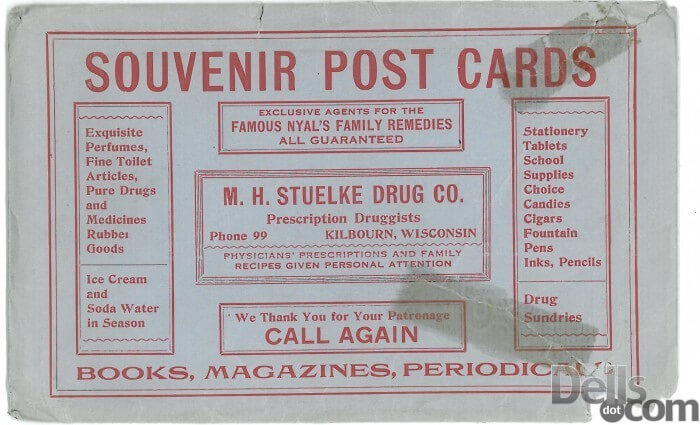 SOUVENIR POST CARDS
EXCLUSIVE AGENTS FOR THE
FAMOUS NYAL'S FAMILY REMEDIES
ALL GUARANTEED
Exquisite
Perfumes,
Fine Toilet
Articles,
Pure Drugs
and
Medicines
Rubber
Goods
Ice Cream
and
Soda Water
in Season
M. H. STUELKE DRUG CO.
Prescription Druggists
Phone 99 KILBOURN, WISCONSIN
PHYSICIANS' PRESCRIPTIONS AND FAMILY
RECIPES GIVEN PERSONAL ATTENTION
We Thank You for Your Patronage
CALL AGAIN
Stationery
Tablets
School
Supplies
Choice
Candies
Cigars
Fountain
Pens
Inks, Pencils
Drug
Sundries
BOOKS, MAGAZINES,
Dells
dot com